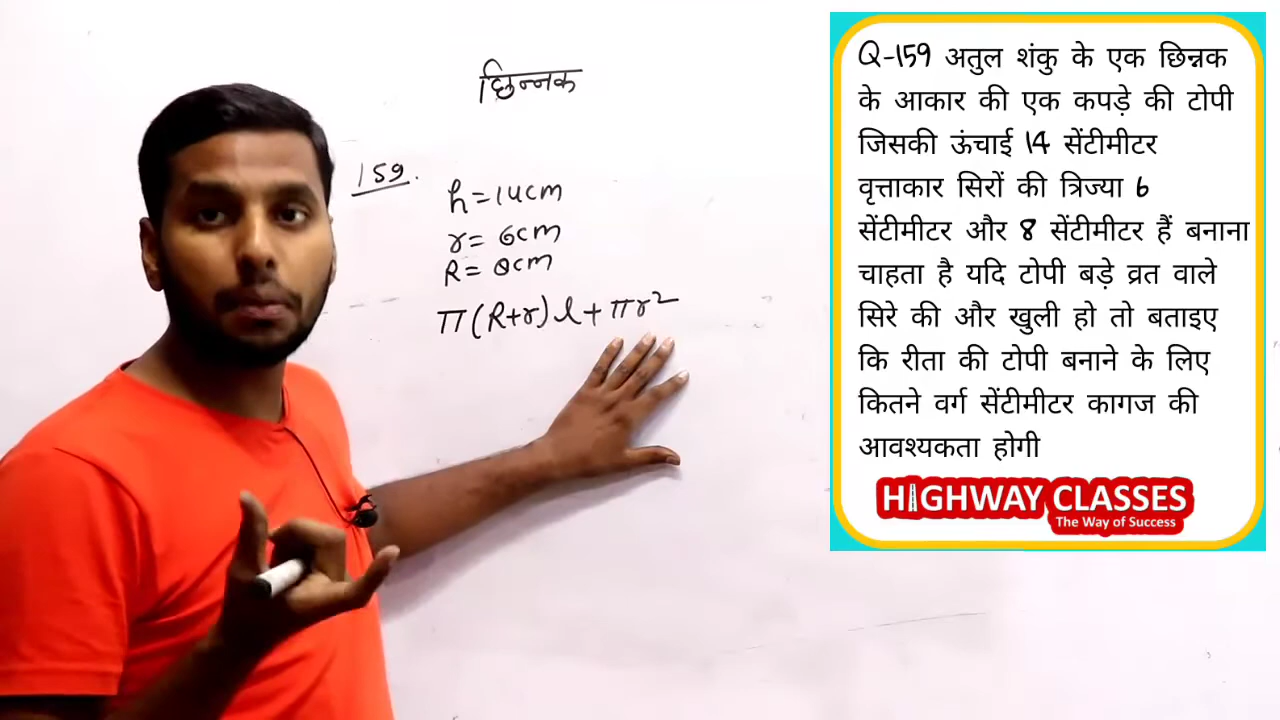 छिन्नक
159.
h=14cm
r= 6cm
R= 8cm
π(R+r)l+πr²
Q-159 अतुल शंकु के एक छिन्नक
के आकार की एक कपड़े की टोपी
जिसकी ऊंचाई 14 सेंटीमीटर
वृत्ताकार सिरों की त्रिज्या 6
सेंटीमीटर और 8 सेंटीमीटर हैं बनाना
चाहता है यदि टोपी बड़े व्रत वाले
सिरे की और खुली हो तो बताइए
कि रीता की टोपी बनाने के लिए
कितने वर्ग सेंटीमीटर कागज की
आवश्यकता होगी
HIGHWAY CLASSES
The Way of Success